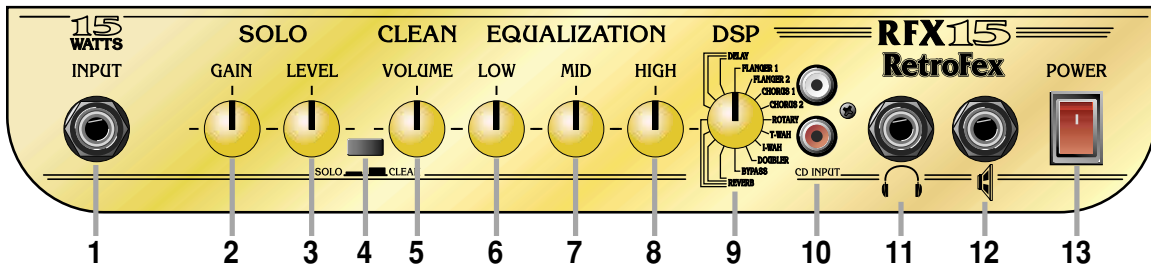 15
WATTS
INPUT
SOLO
GAIN
LEVEL
SOLO
CLEAN
CLEAN
VOLUME
EQUALIZATION
LOW
MID
HIGH
DSP
DELAY
FLANGER 1
FLANGER 2
CHORUS 1
CHORUS 2
ROTARY
T-WAH
I-WAH
DOUBLER
BYPASS
REVERB
CD INPUT
RFX15
RetroFex
POWER
1 2 3 4 5 6 7 8 9 10 11 12 13